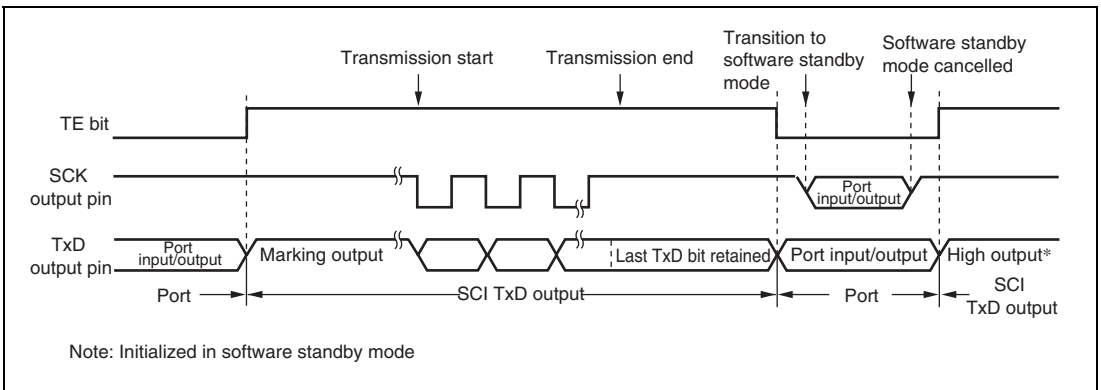 Transmission start
Transmission end
Transition to
software standby
mode
Software standby
mode cancelled
TE bit
SCK
output pin
Port
input/output
TxD
output pin
Port
input/output
Marking output
Last TxD bit retained
Port input/output
High output*
Port
SCI TxD output
Port
SCI
TxD output
Note: Initialized in software standby mode